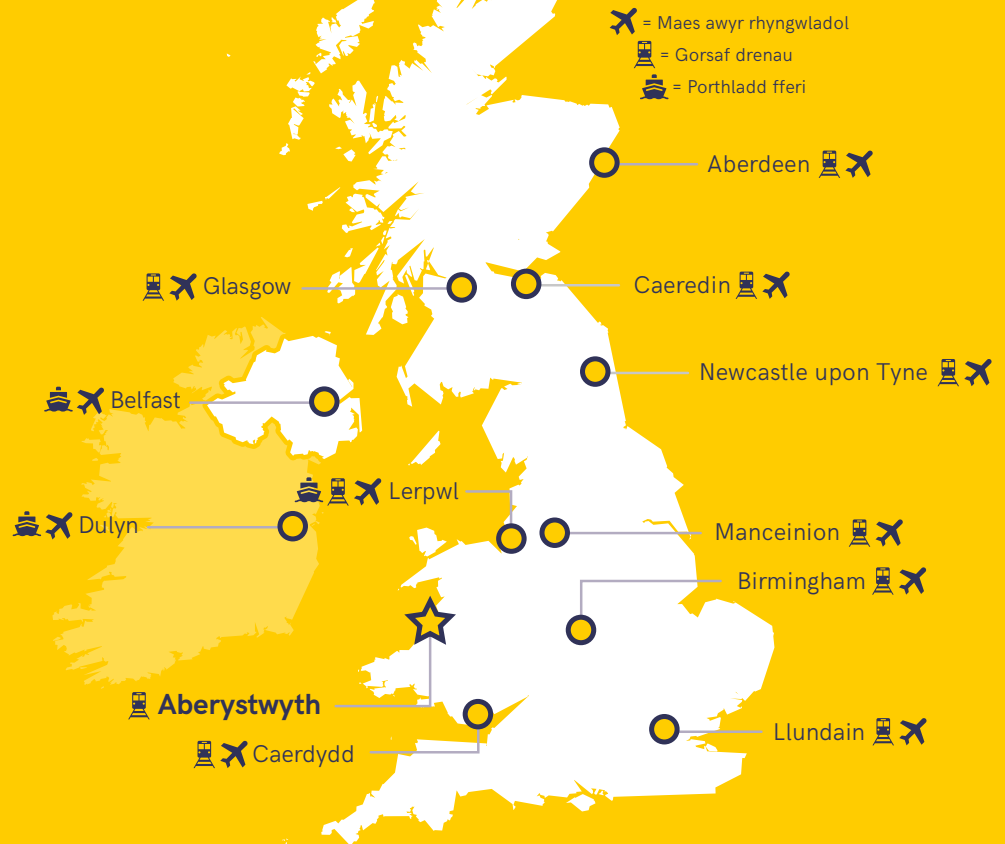 = Maes awyr rhyngwladol
= Gorsaf drenau
= Porthladd fferi
Aberdeen
Glasgow
Caeredin
Newcastle upon Tyne
Belfast
Lerpwl
Dulyn
Manceinion
Birmingham
Aberystwyth
Llundain
Caerdydd